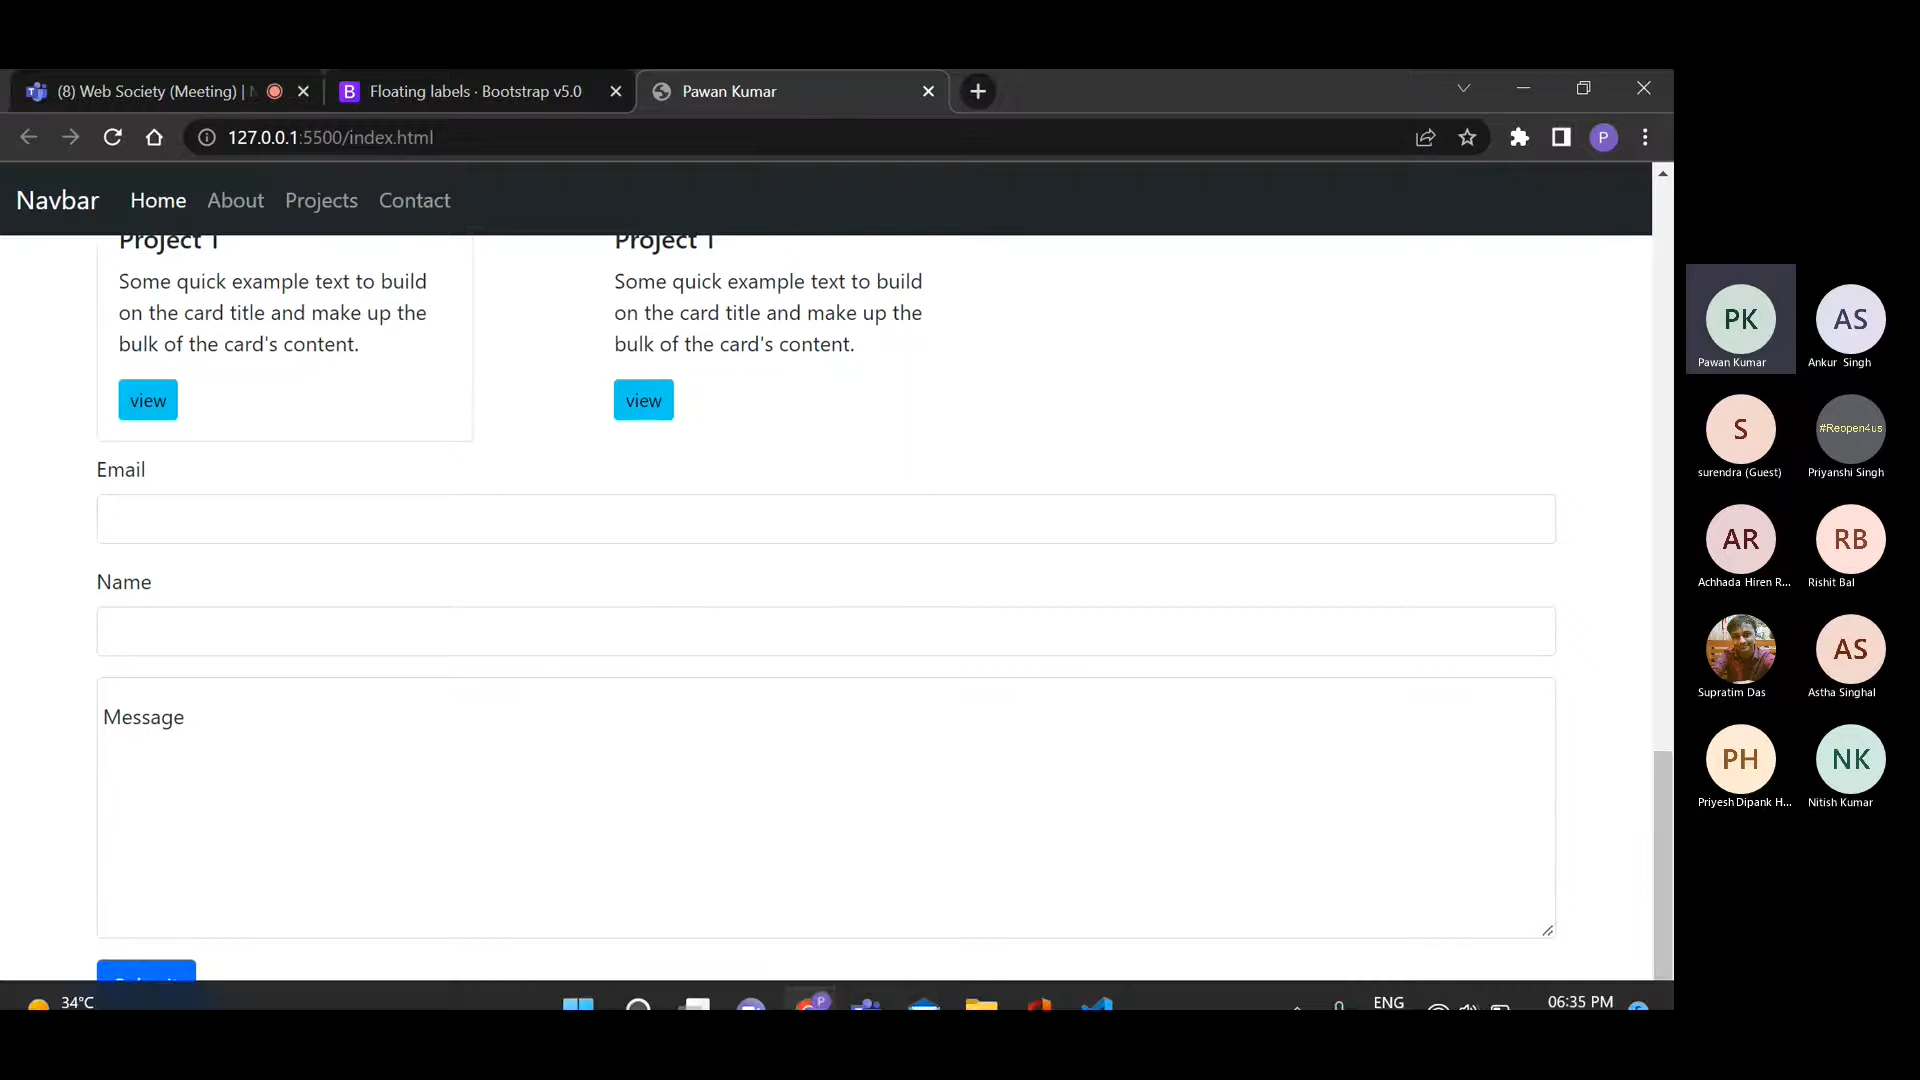 (8) Web Society (Meeting) |
Floating labels · Bootstrap v5.0
Pawan Kumar
127.0.0.1:5500/index.html
P
Navbar Home About Projects Contact
Project 1 Project 1
Some quick example text to build
on the card title and make up the
bulk of the card's content.
view
Some quick example text to build
on the card title and make up the
bulk of the card's content.
view
Email
Name
Message
Submit
34°C
P
ENG
06:35 PM
PK
Pawan Kumar
AS
Ankur Singh
S
surendra (Guest)
#Reopen4us
Priyanshi Singh
AR
Achhada Hiren R...
RB
Rishit Bal
Supratim Das
AS
Astha Singhal
PH
Priyesh Dipank H...
NK
Nitish Kumar